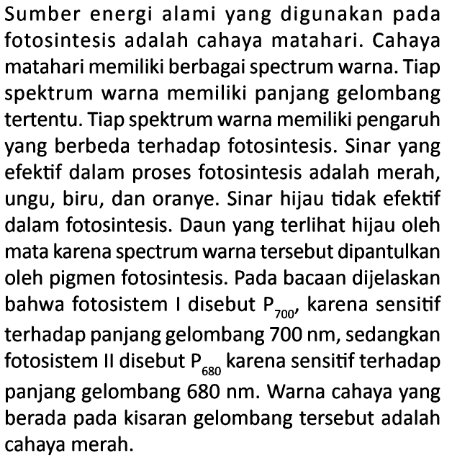 Sumber energi alami yang digunakan pada
fotosintesis adalah cahaya matahari. Cahaya
matahari memiliki berbagai spectrum warna. Tiap
spektrum warna memiliki panjang gelombang
tertentu. Tiap spektrum warna memiliki pengaruh
yang berbeda terhadap fotosintesis. Sinar yang
efektif dalam proses fotosintesis adalah merah,
ungu, biru, dan oranye. Sinar hijau tidak efektif
dalam fotosintesis. Daun yang terlihat hijau oleh
mata karena spectrum warna tersebut dipantulkan
oleh pigmen fotosintesis. Pada bacaan dijelaskan
bahwa fotosistem I disebut P700, karena sensitif
terhadap panjang gelombang 700 nm, sedangkan
fotosistem II disebut P680 karena sensitif terhadap
panjang gelombang 680 nm. Warna cahaya yang
berada pada kisaran gelombang tersebut adalah
cahaya merah.